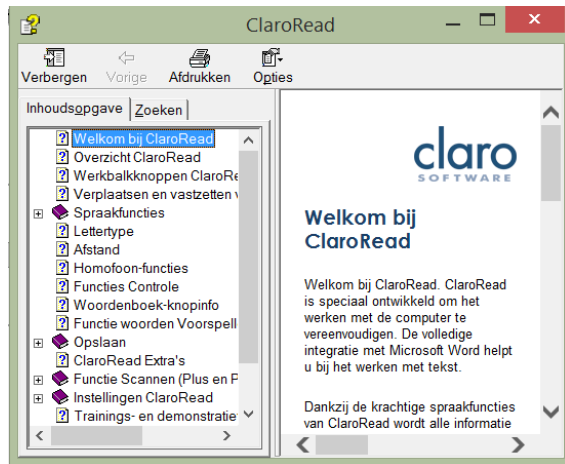 ClaroRead
Verbergen Vorige Afdrukken Opties
Inhoudsopgave Zoeken
Welkom bij ClaroRead
Overzicht ClaroRead
Werkbalkknoppen ClaroRe
Verplaatsen en vastzetten v
Spraakfuncties
Lettertype
Afstand
Homofoon-functies
Functies Controle
Woordenboek-knopinfo
Functie woorden Voorspell
Opslaan
ClaroRead Extra's
Functie Scannen (Plus en P
Instellingen ClaroRead
Trainings- en demonstratie
claro
SOFTWARE
Welkom bij
ClaroRead
Welkom bij ClaroRead. ClaroRead
is speciaal ontwikkeld om het
werken met de computer te
vereenvoudigen. De volledige
integratie met Microsoft Word helpt
u bij het werken met tekst.
Dankzij de krachtige spraakfuncties
van ClaroRead wordt alle informatie